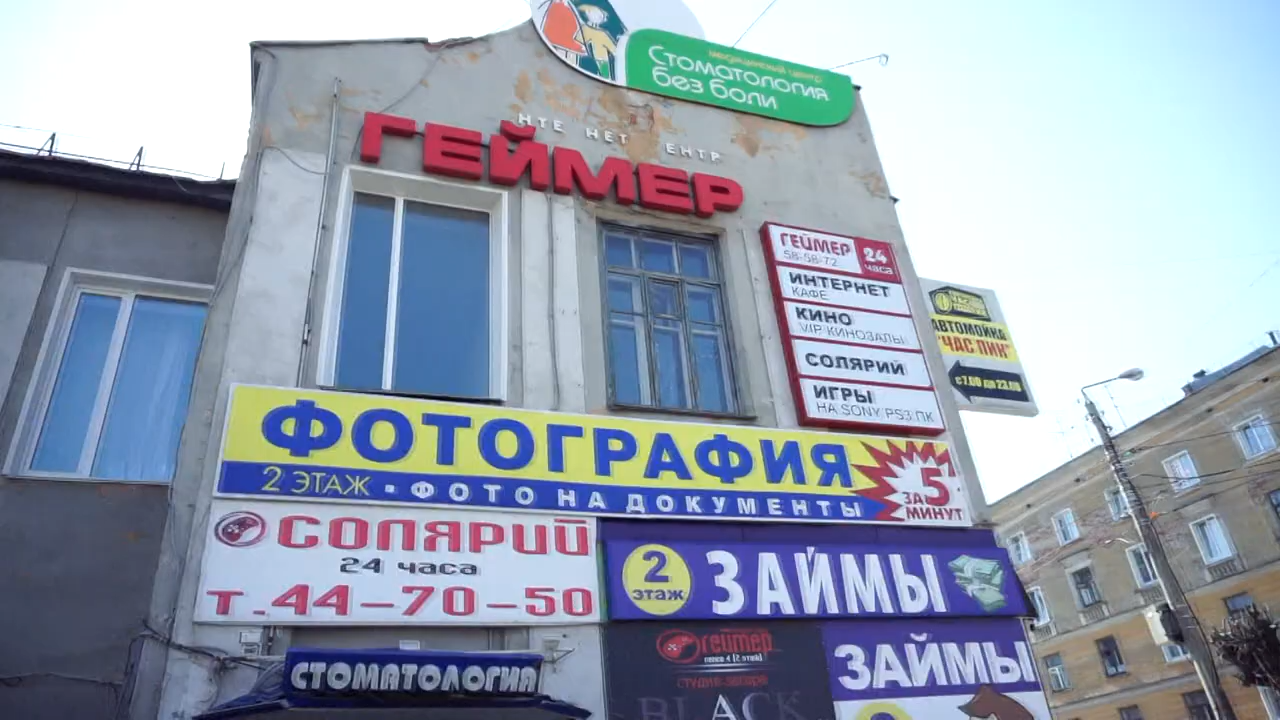 медицинский центр
Стоматология
без боли
НТЕ НЕТ ЕНТР
ГЕЙМЕР
ГЕЙМЕР
58-58-72
24
часа
ИНТЕРНЕТ
КАФЕ
КИНО
VIP КИНОЗАЛЫ
СОЛЯРИЙ
ИГРЫ
НА SONY PS3 ПК
АВТОМОЙКА
"ЧАС ПИК"
с 7.00 до 23.00
ФОТОГРАФИЯ
2 ЭТАЖ ▪ ФОТО НА ДОКУМЕНТЫ
ЗА 5
МИНУТ
СОЛЯРИЙ
24 часа
т.44-70-50
2
этаж
ЗАЙМЫ
геймер
студия загара
BLACK
ЗАЙМЫ
СТОМАТОЛОГИЯ